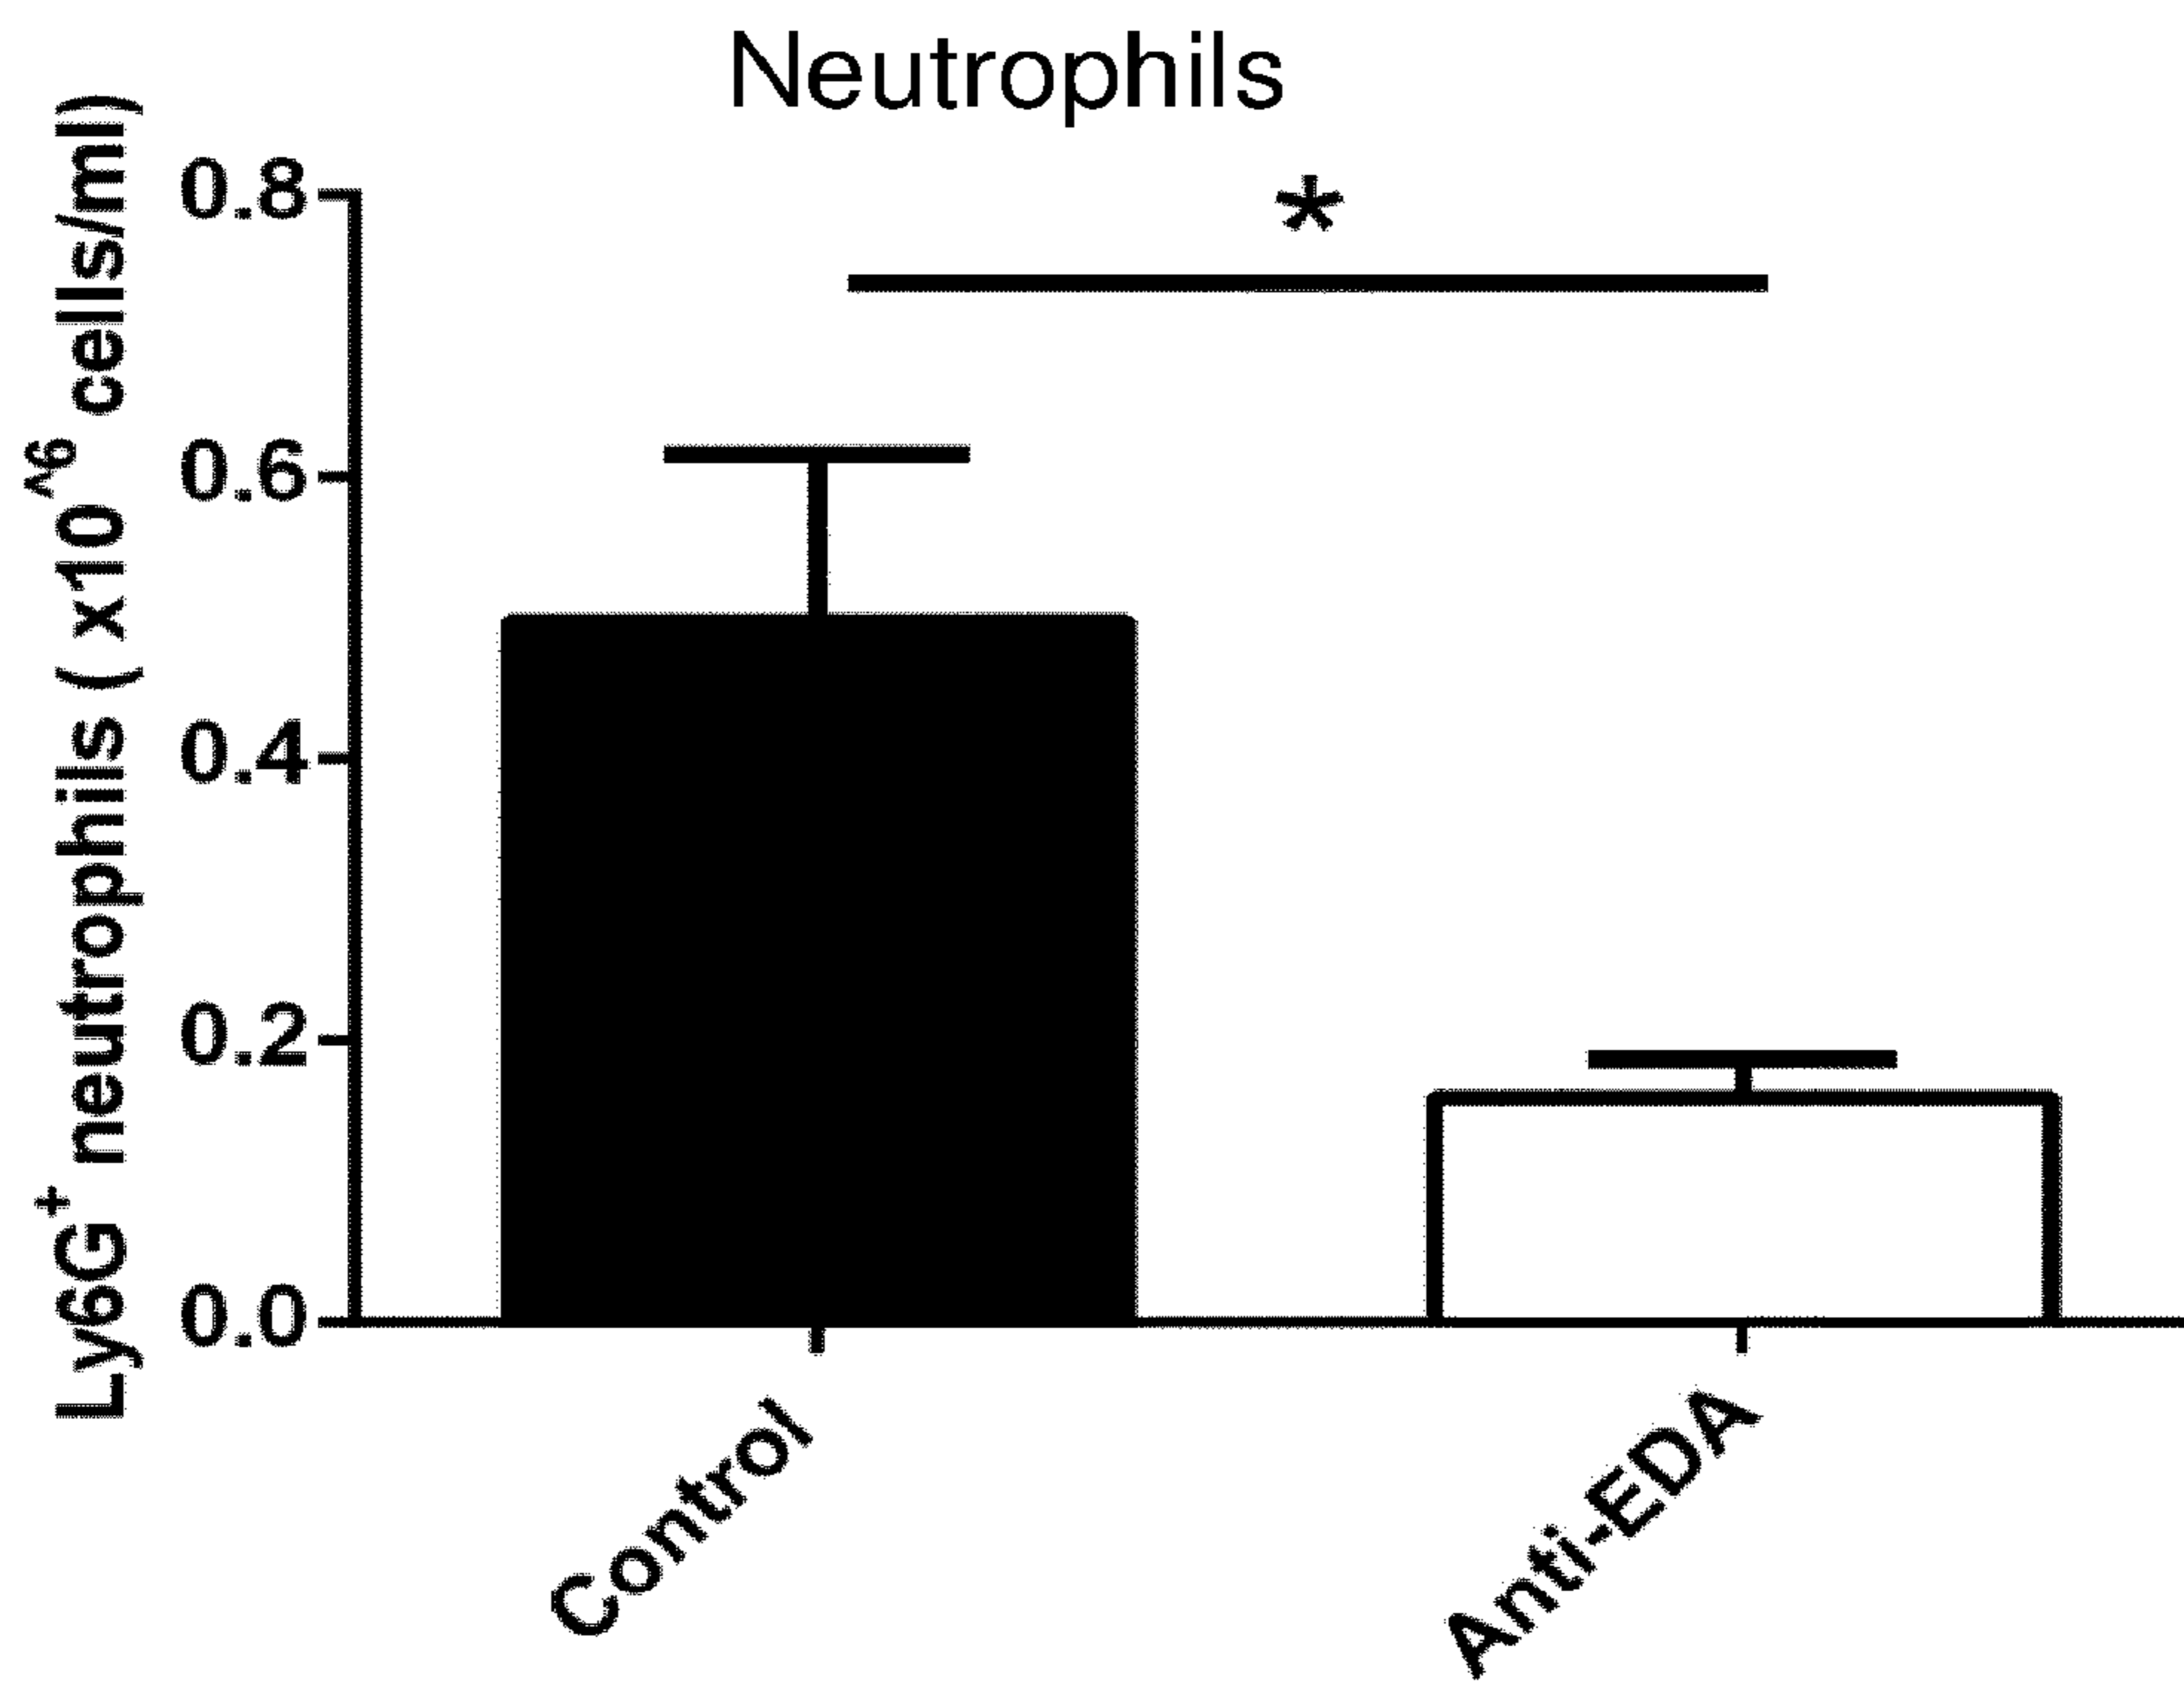 Neutrophils
*
Ly6G+ neutrophils ( x10^6 cells/ml)
0.8
0.6
0.4
0.2
0.0
Control
Anti-EDA